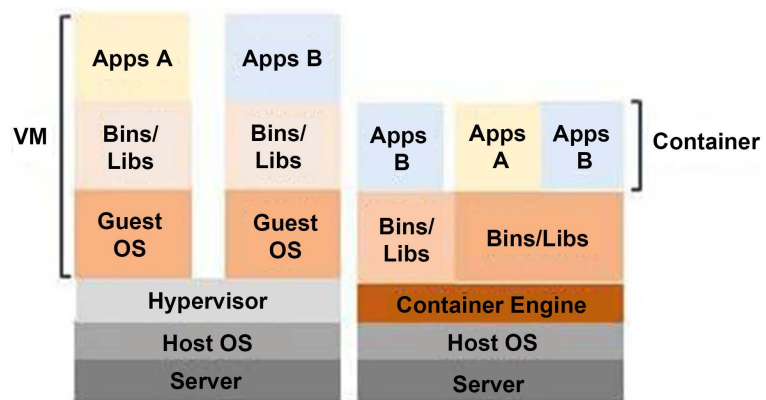 VM
Apps A
Apps B
Bins/
Libs
Bins/
Libs
Guest
OS
Guest
OS
Hypervisor
Host OS
Server
Apps
B
Apps
A
Apps
B
Container
Bins/
Libs
Bins/Libs
Container Engine
Host OS
Server